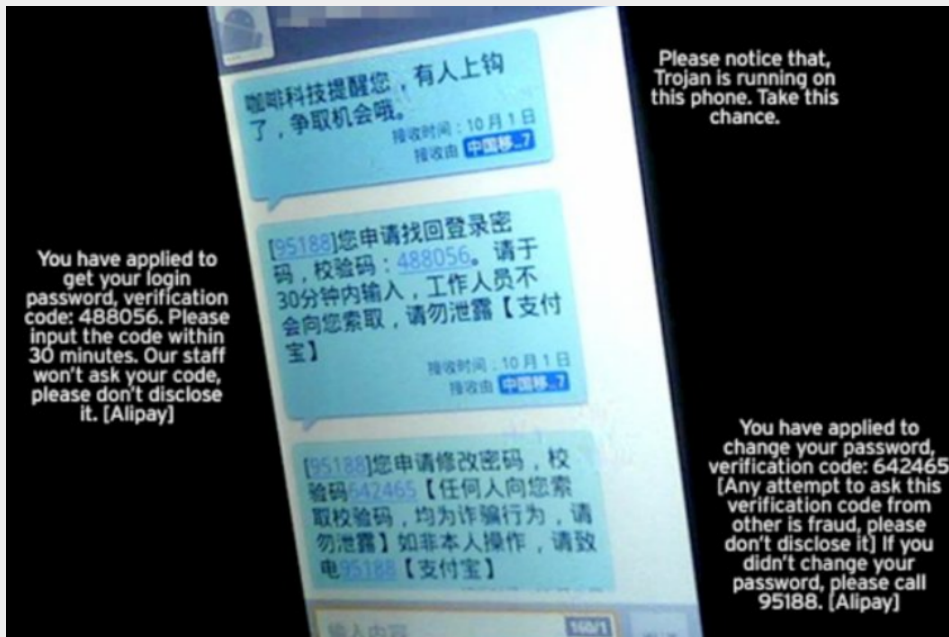 Please notice that,
Trojan is running on
this phone. Take this
chance.
咖啡科技提醒您，有人上钩
了，争取机会哦。
接收时间：10月1日
接收由 中国移..7
You have applied to
get your login
password, verification
code: 488056. Please
input the code within
30 minutes. Our staff
won't ask your code,
please don't disclose
it. [Alipay]
[95188]您申请找回登录密
码，校验码：488056。请于
30分钟内输入，工作人员不
会向您索取，请勿泄露【支付
宝】
接收时间：10月1日
接收由 中国移..7
[95188]您申请修改密码，校
验码642465【任何人向您索
取校验码，均为诈骗行为，请
勿泄露】如非本人操作，请致
电95188【支付宝】
You have applied to
change your password,
verification code: 642465
[Any attempt to ask this
verification code from
other is fraud, please
don't disclose it] If you
didn't change your
password, please call
95188. [Alipay]
输入内容
160/1